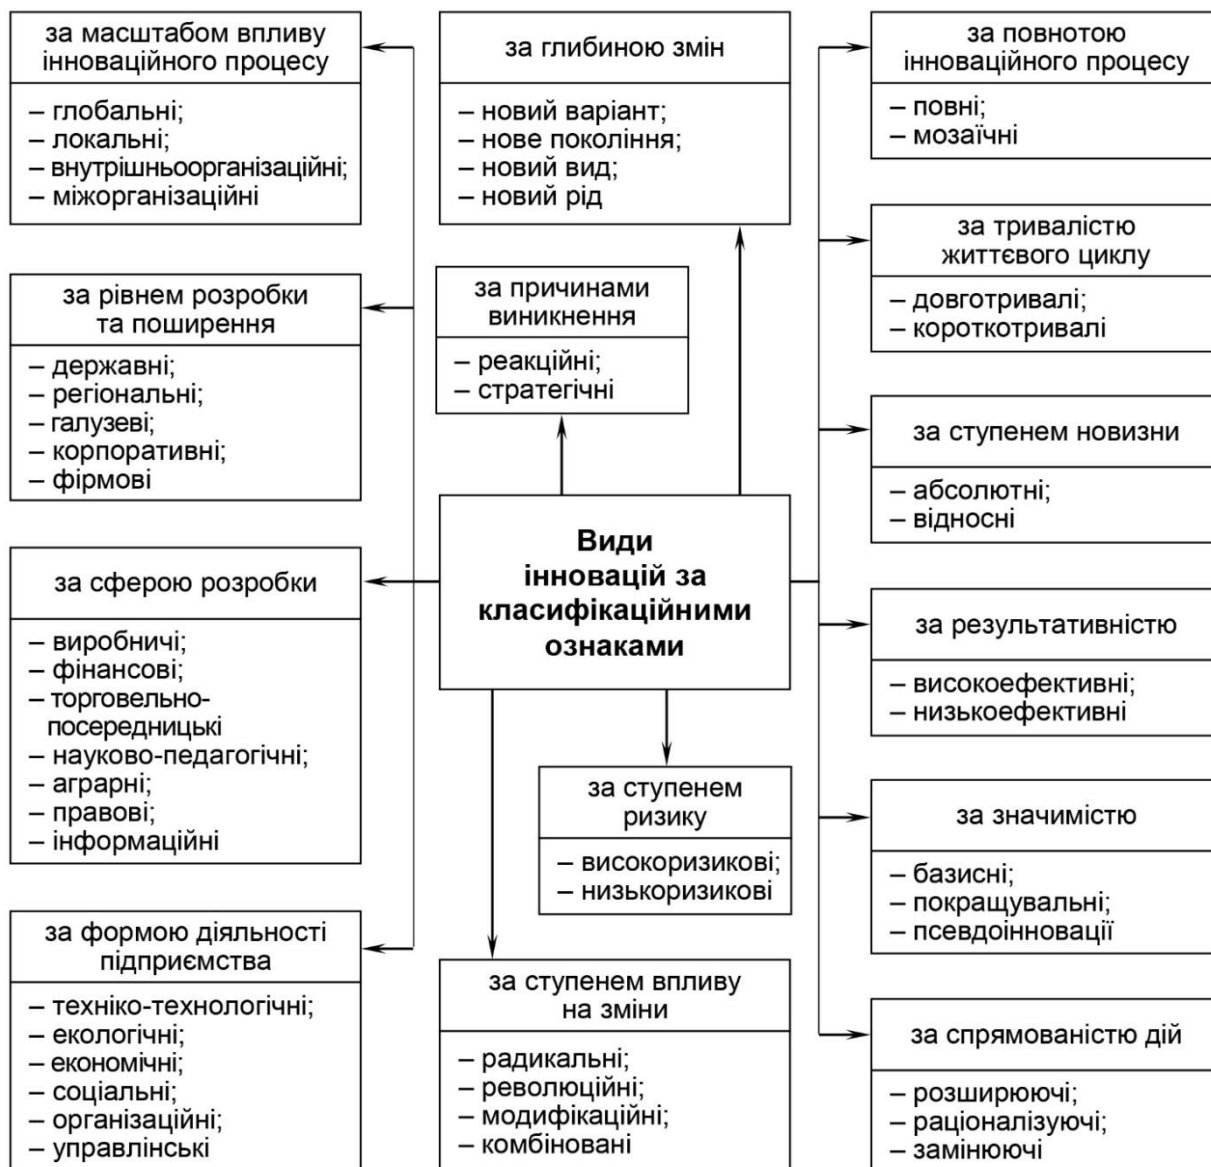 за масштабом впливу
інноваційного процесу
– глобальні;
– локальні;
– внутрішньоорганізаційні;
– міжорганізаційні
за рівнем розробки
та поширення
– державні;
– регіональні;
– галузеві;
– корпоративні;
– фірмові
за сферою розробки
– виробничі;
– фінансові;
– торговельно-
посередницькі
– науково-педагогічні;
– аграрні;
– правові;
– інформаційні
за формою діяльності
підприємства
– техніко-технологічні;
– екологічні;
– економічні;
– соціальні;
– організаційні;
– управлінські
за глибиною змін
– новий варіант;
– нове покоління;
– новий вид;
– новий рід
за причинами
виникнення
– реакційні;
– стратегічні
Види
інновацій за
класифікаційними
ознаками
за ступенем
ризику
– високоризикові;
– низькоризикові
за ступенем впливу
на зміни
– радикальні;
– революційні;
– модифікаційні;
– комбіновані
за повнотою
інноваційного процесу
– повні;
– мозаїчні
за тривалістю
життєвого циклу
– довготривалі;
– короткотривалі
за ступенем новизни
– абсолютні;
– відносні
за результативністю
– високоефективні;
– низькоефективні
за значимістю
– базисні;
– покращувальні;
– псевдоінновації
за спрямованістю дій
– розширюючі;
– раціоналізуючі;
– замінюючі